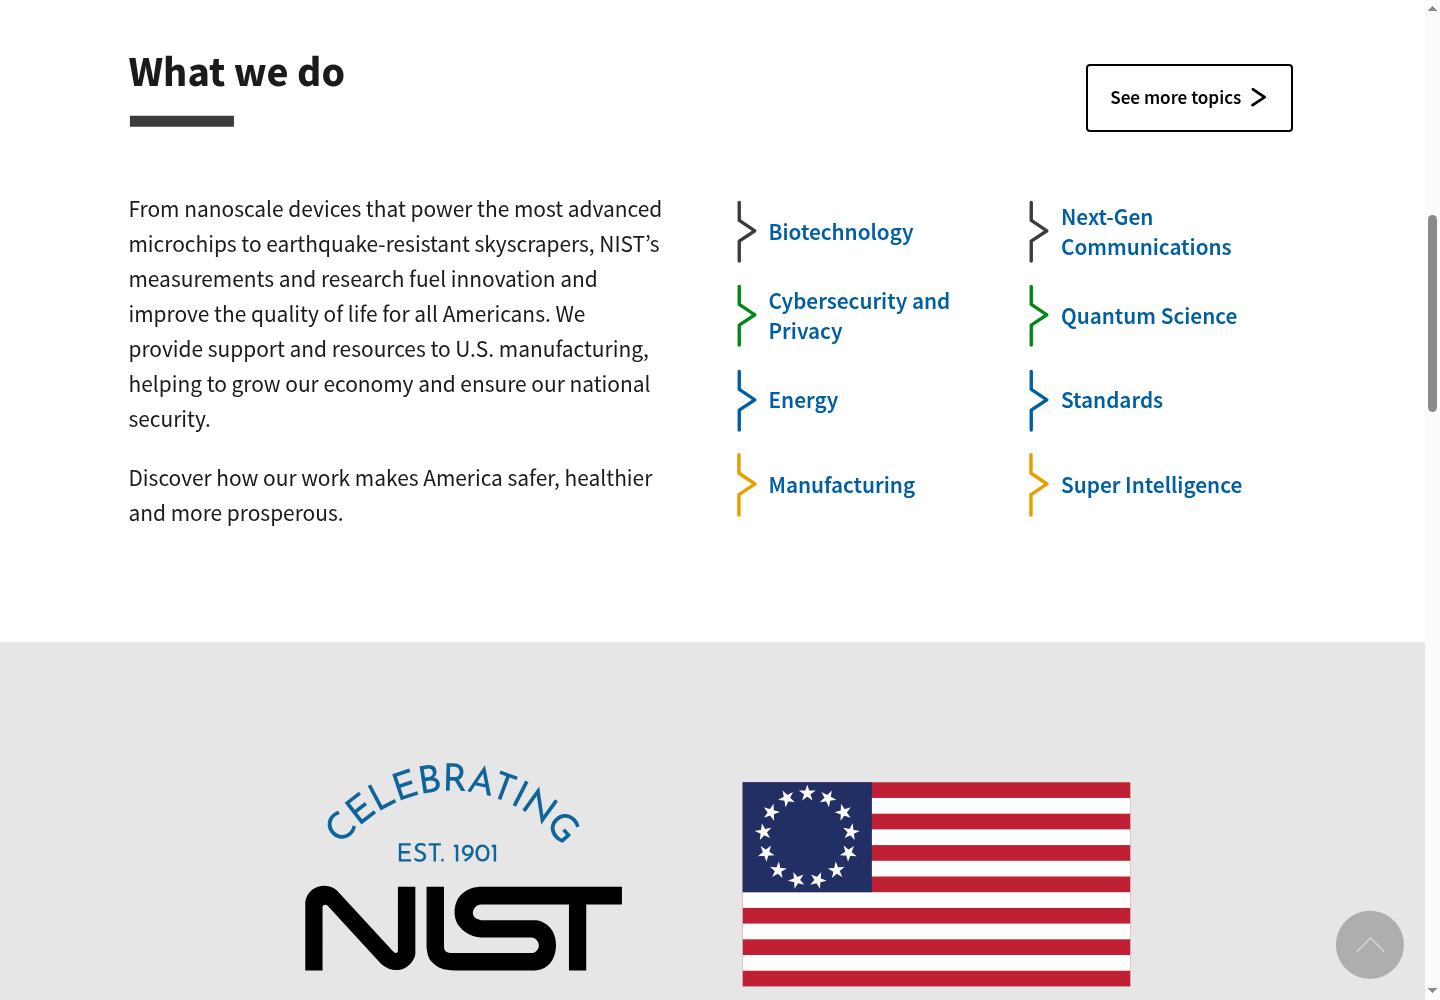 What we do
See more topics
From nanoscale devices that power the most advanced
microchips to earthquake-resistant skyscrapers, NIST’s
measurements and research fuel innovation and
improve the quality of life for all Americans. We
provide support and resources to U.S. manufacturing,
helping to grow our economy and ensure our national
security.
Discover how our work makes America safer, healthier
and more prosperous.
Biotechnology
Cybersecurity and
Privacy
Energy
Manufacturing
Next-Gen
Communications
Quantum Science
Standards
Super Intelligence
CELEBRATING
EST. 1901
NIST